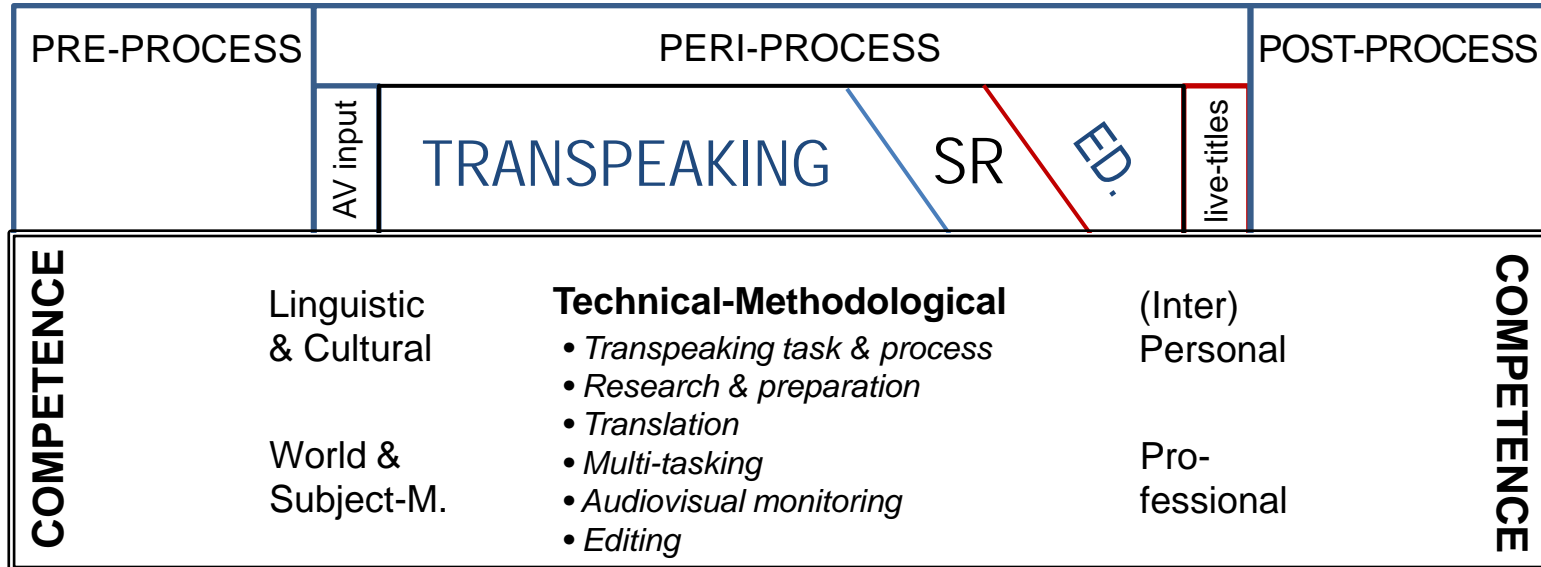 PRE-PROCESS
PERI-PROCESS
POST-PROCESS
AV input
TRANSPEAKING
SR
ED.
live-titles
COMPETENCE
Linguistic
& Cultural
World &
Subject-M.
Technical-Methodological
• Transpeaking task & process
• Research & preparation
• Translation
• Multi-tasking
• Audiovisual monitoring
• Editing
(Inter)
Personal
Pro-
fessional
COMPETENCE